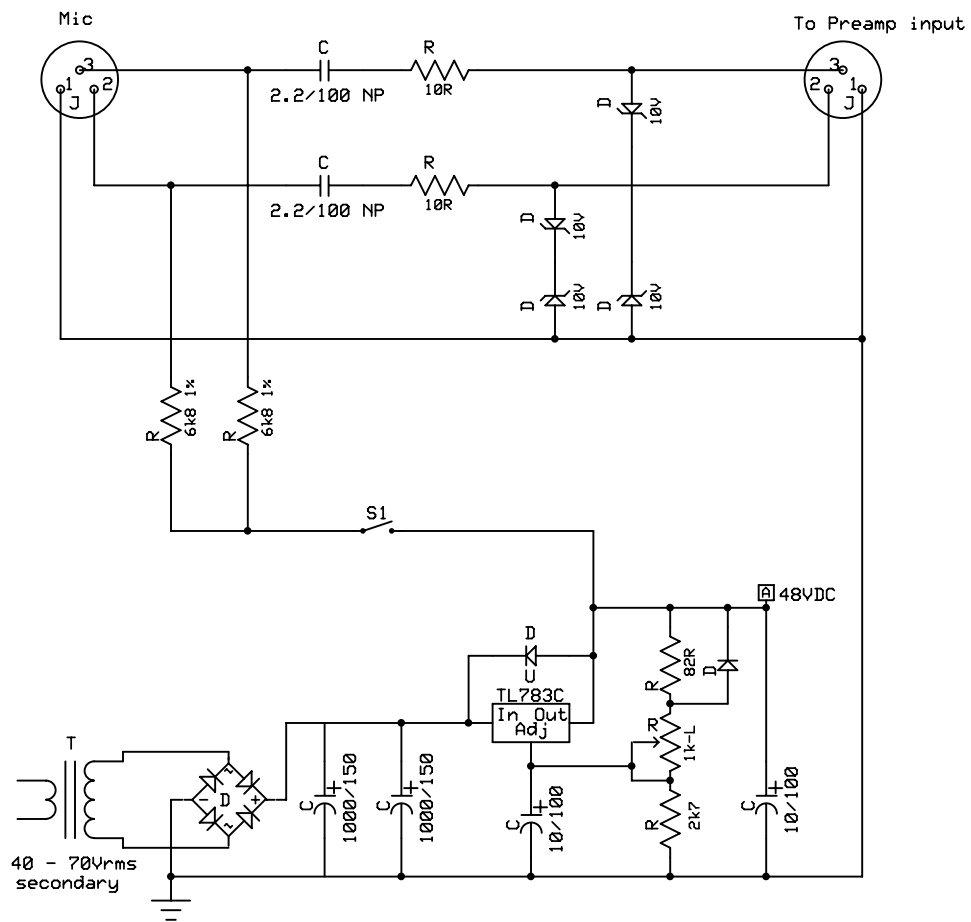 Mic
To Preamp input
3
1
2
J
C
2.2/100 NP
R
10R
D
10V
3
2
1
J
C
2.2/100 NP
R
10R
D
10V
D
10V
D
10V
R
6k8 1%
R
6k8 1%
S1
A
48VDC
D
U
TL783C
In Out
Adj
R
82R
D
R
1k-L
R
2k7
T
D
~
~
-
+
C
+
1000/150
C
+
1000/150
C
+
10/100
C
+
10/100
40 - 70Vrms
secondary